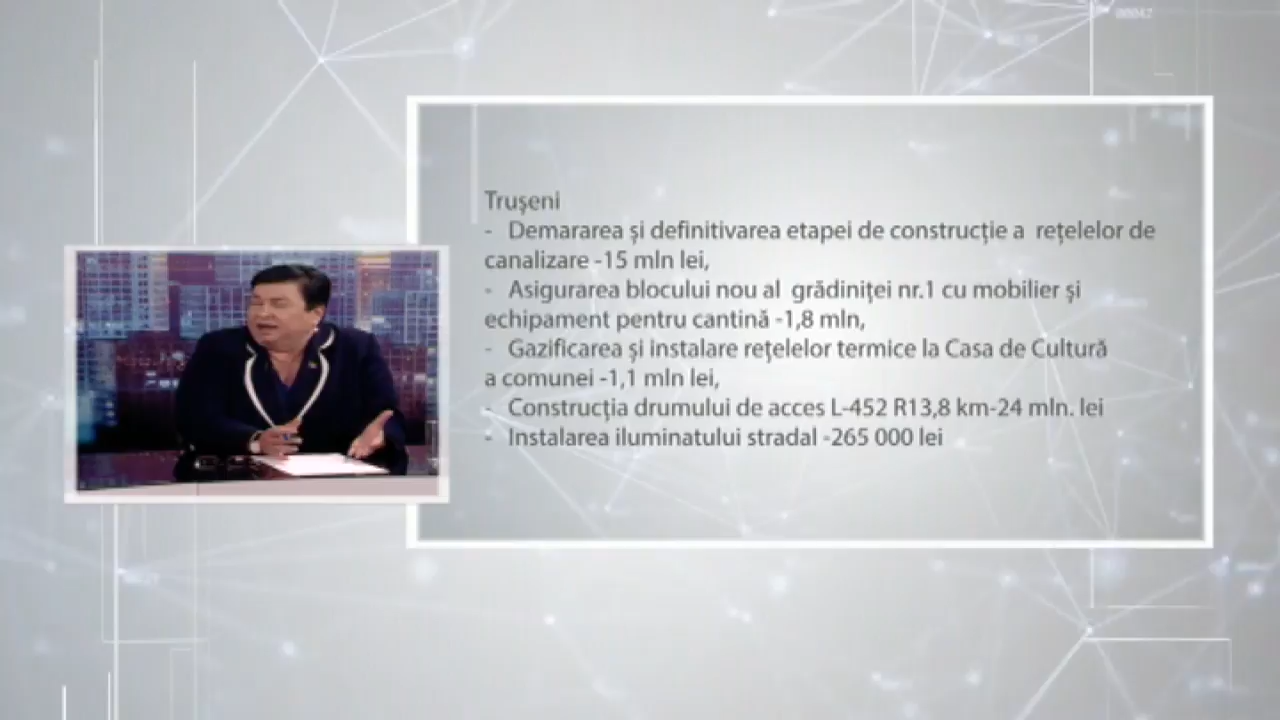 00042
Trușeni
- Demararea și definitivarea etapei de construcție a rețelelor de
canalizare -15 mln lei,
- Asigurarea blocului nou al grădiniței nr.1 cu mobilier și
echipament pentru cantină -1,8 mln,
- Gazificarea și instalare rețelelor termice la Casa de Cultură
a comunei -1,1 mln lei,
- Construcția drumului de acces L-452 R13,8 km-24 mln. lei
- Instalarea iluminatului stradal -265 000 lei